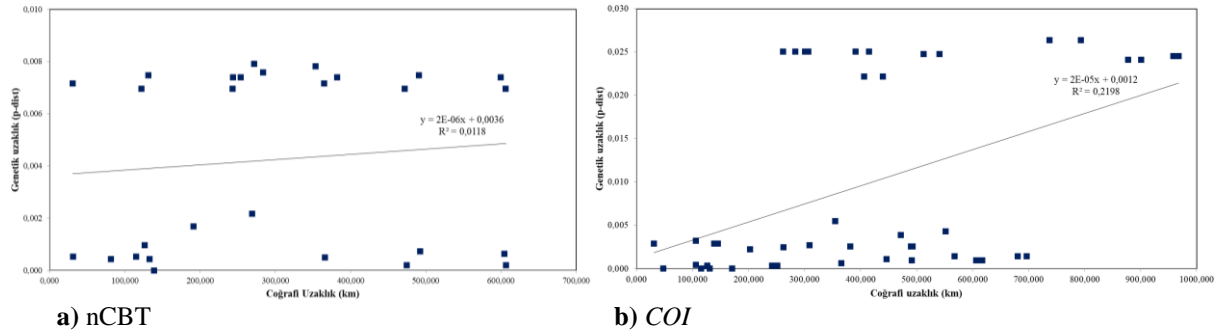 0,010
0,008
0,006
0,004
0,002
0,000
Genetik uzaklık (p-dist)
y = 2E-06x + 0,0036
R² = 0,0118
0,000 100,000 200,000 300,000 400,000 500,000 600,000 700,000
Coğrafi Uzaklık (km)
a) nCBT
0,030
0,025
0,020
0,015
0,010
0,005
0,000
Genetik uzaklık (p-dist)
y = 2E-05x + 0,0012
R² = 0,2198
0,000 100,000 200,000 300,000 400,000 500,000 600,000 700,000 800,000 900,000 1000,000
Coğrafi uzaklık (km)
b) COI